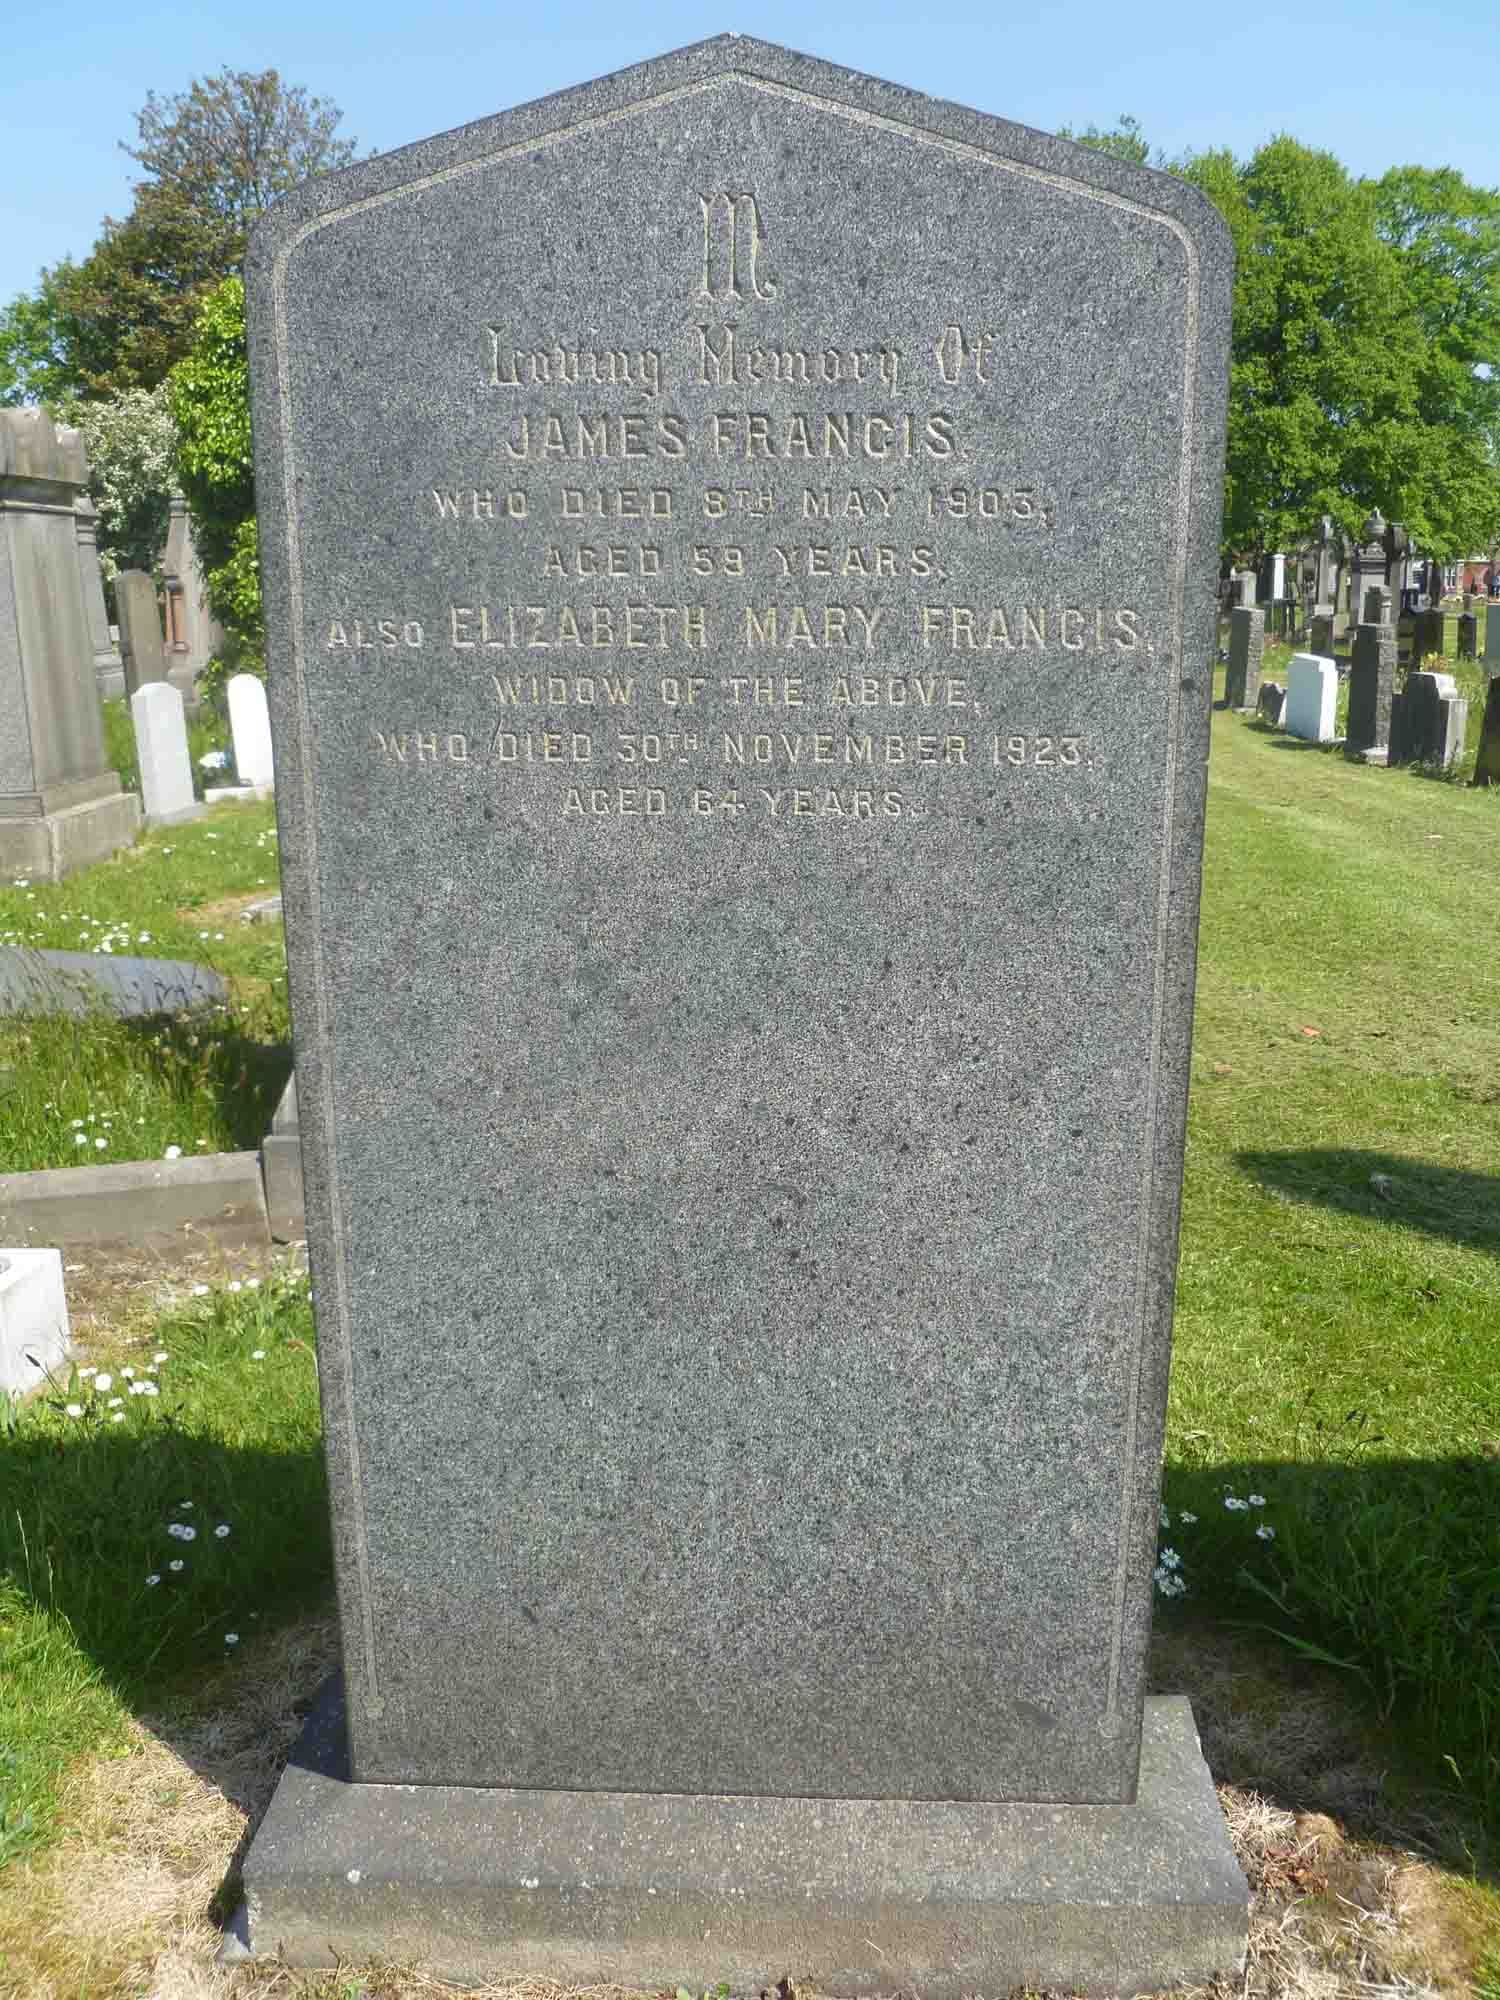 In
Loving Memory Of
JAMES FRANCIS,
WHO DIED 8TH MAY 1903,
AGED 59 YEARS.
ALSO ELIZABETH MARY FRANCIS,
WIDOW OF THE ABOVE,
WHO DIED 30TH NOVEMBER 1923,
AGED 64 YEARS.